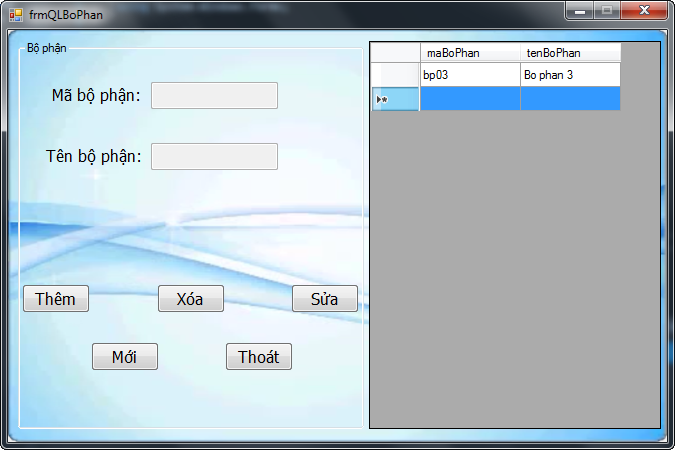 frmQLBoPhan
Bộ phận
Mã bộ phận:
Tên bộ phận:
Thêm
Xóa
Sửa
Mới
Thoát
maBoPhan tenBoPhan
bp03 Bo phan 3